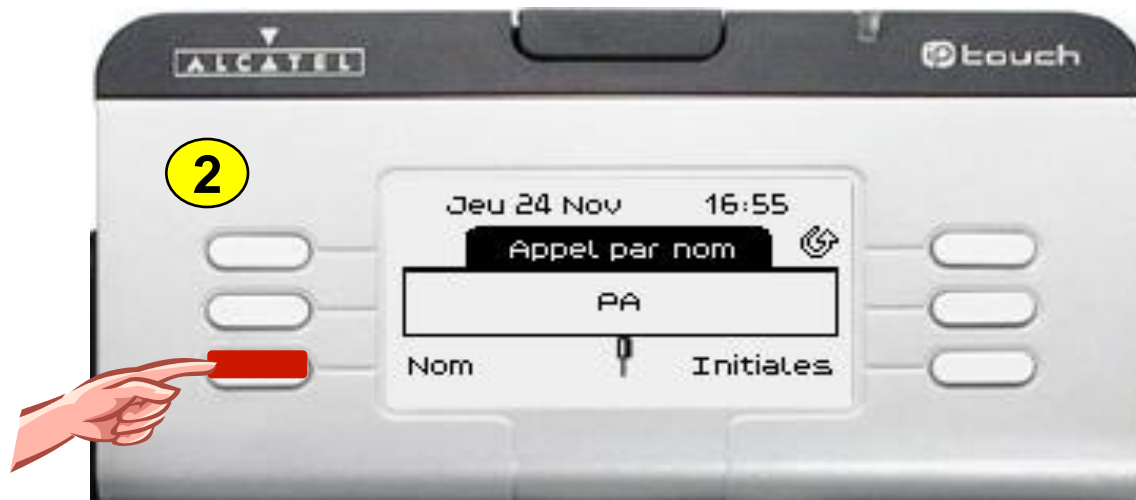 ALCATEL
touch
2
Jeu 24 Nov 16:55
Appel par nom
PA
Nom Initiales